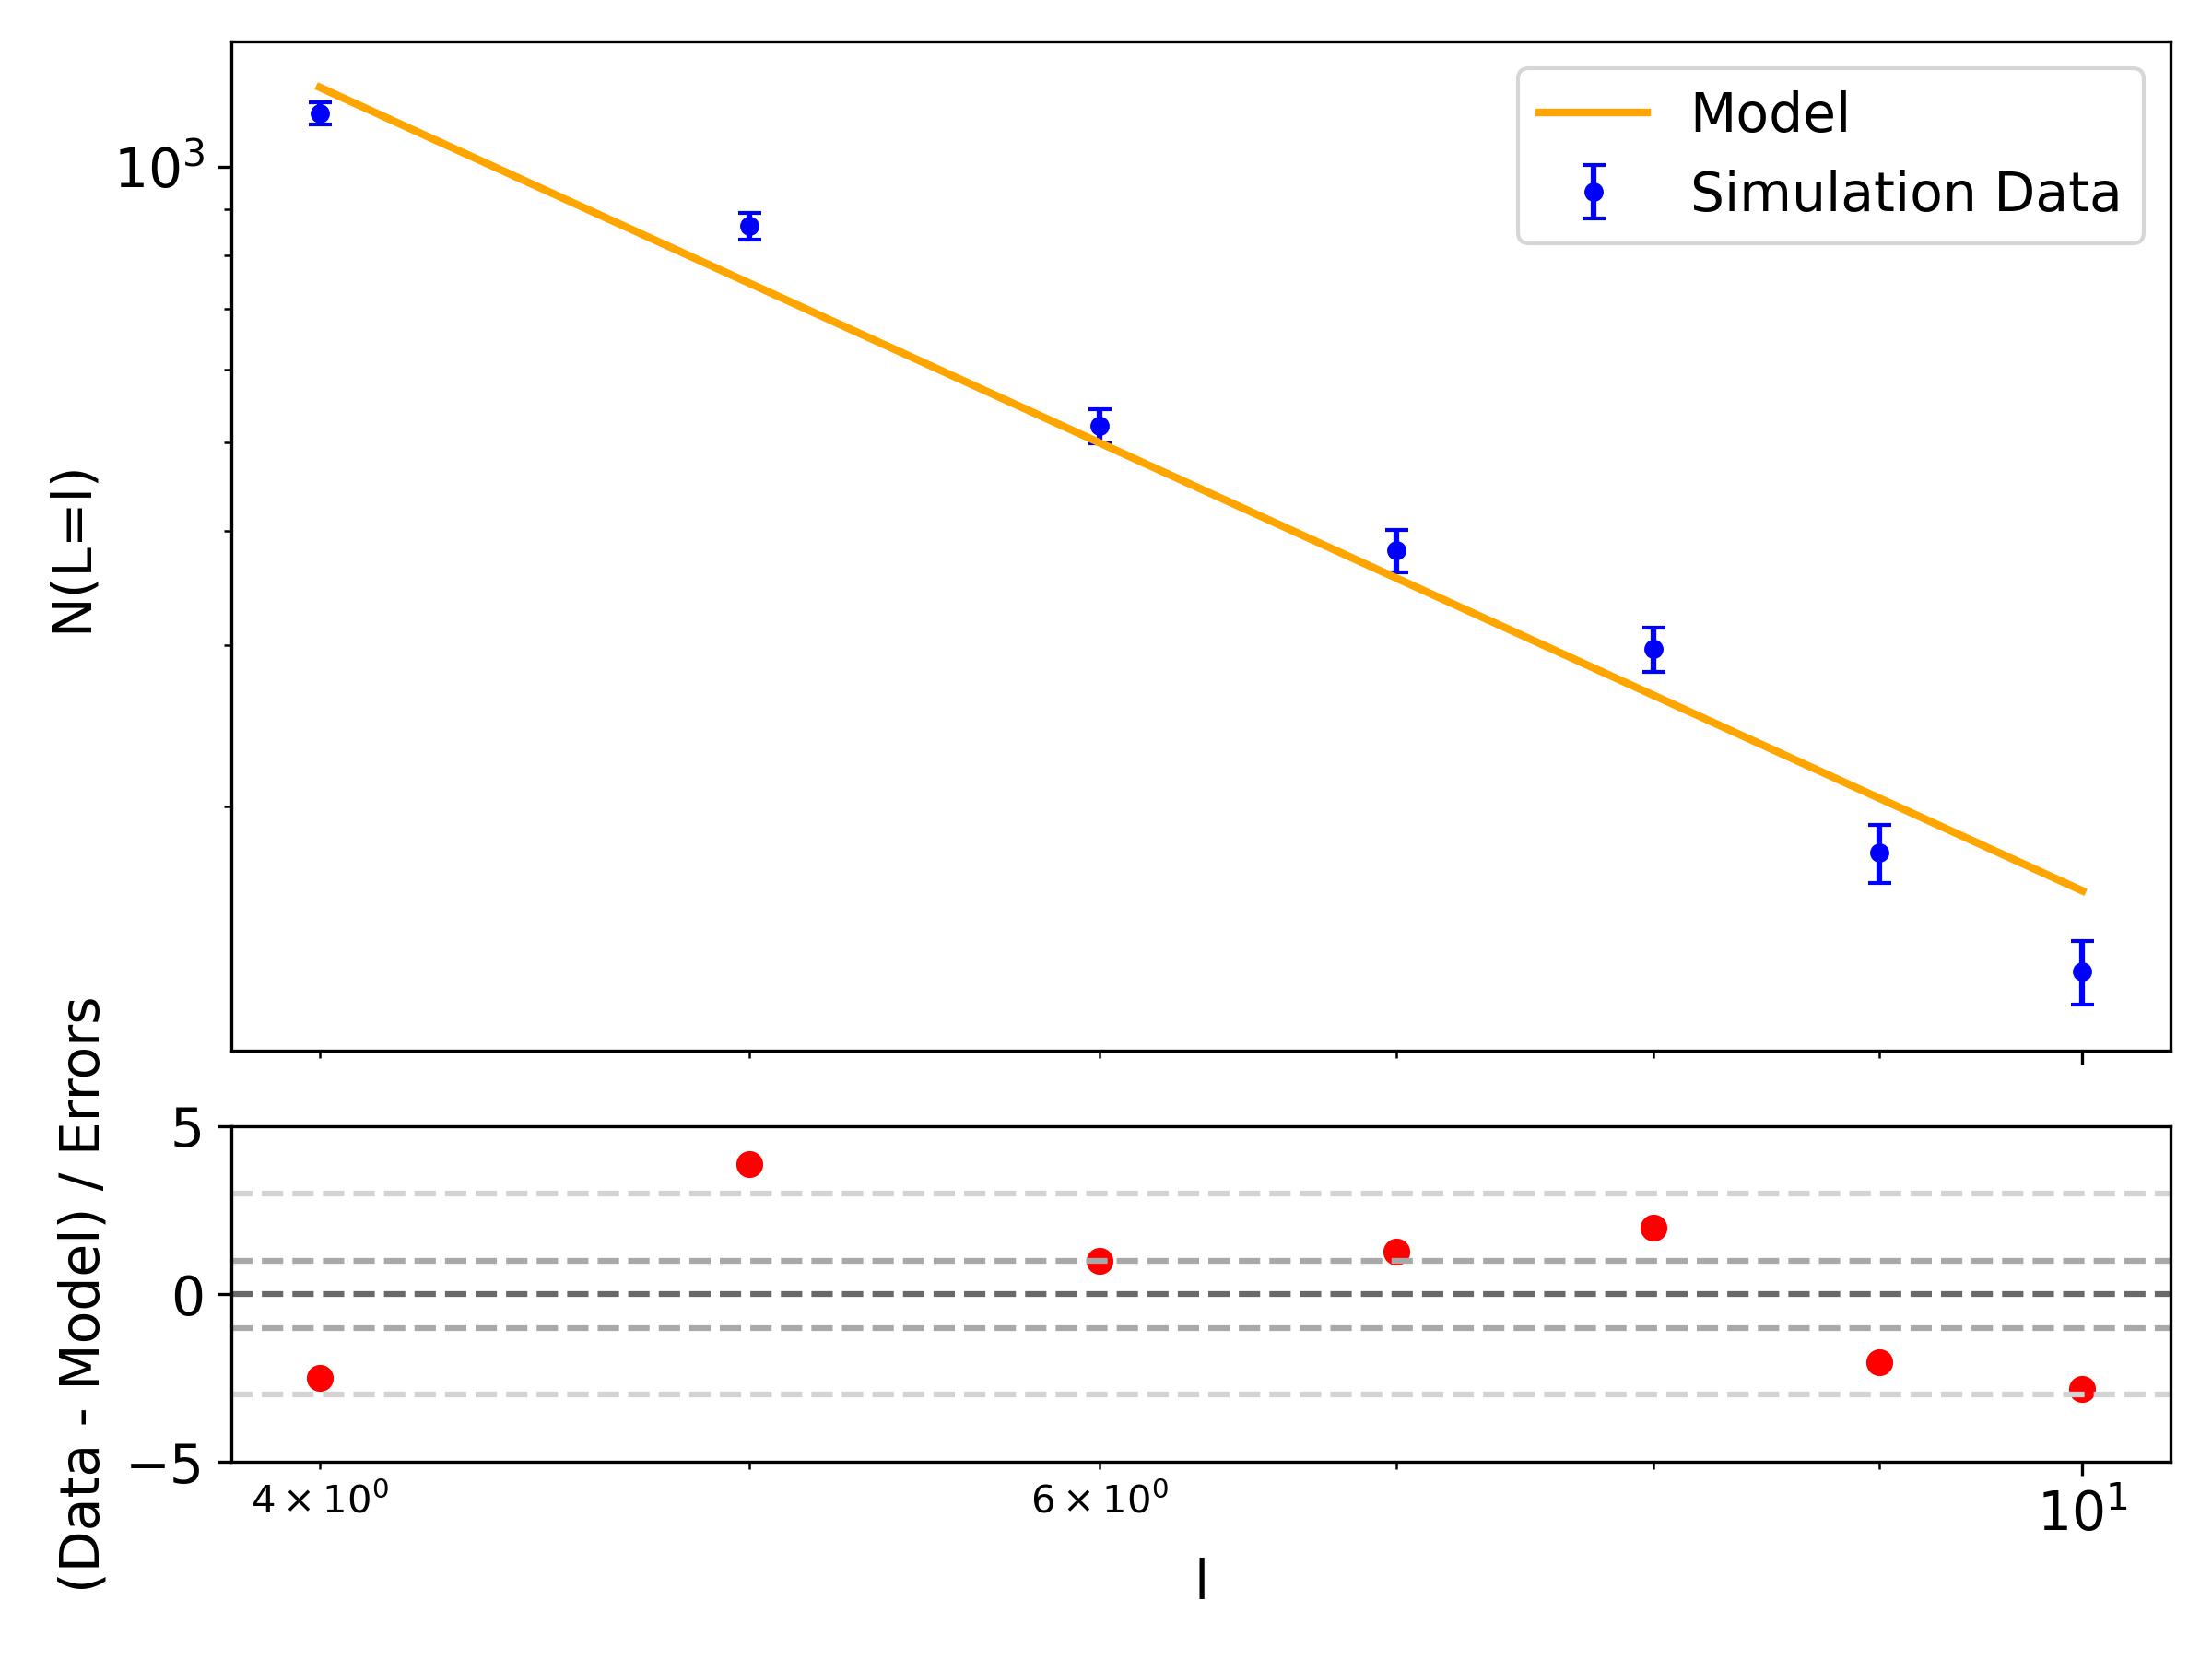 Model
Simulation Data
10³
N(L=l)
(Data - Model) / Errors
5
0
−5
4 × 10⁰
6 × 10⁰
10¹
l